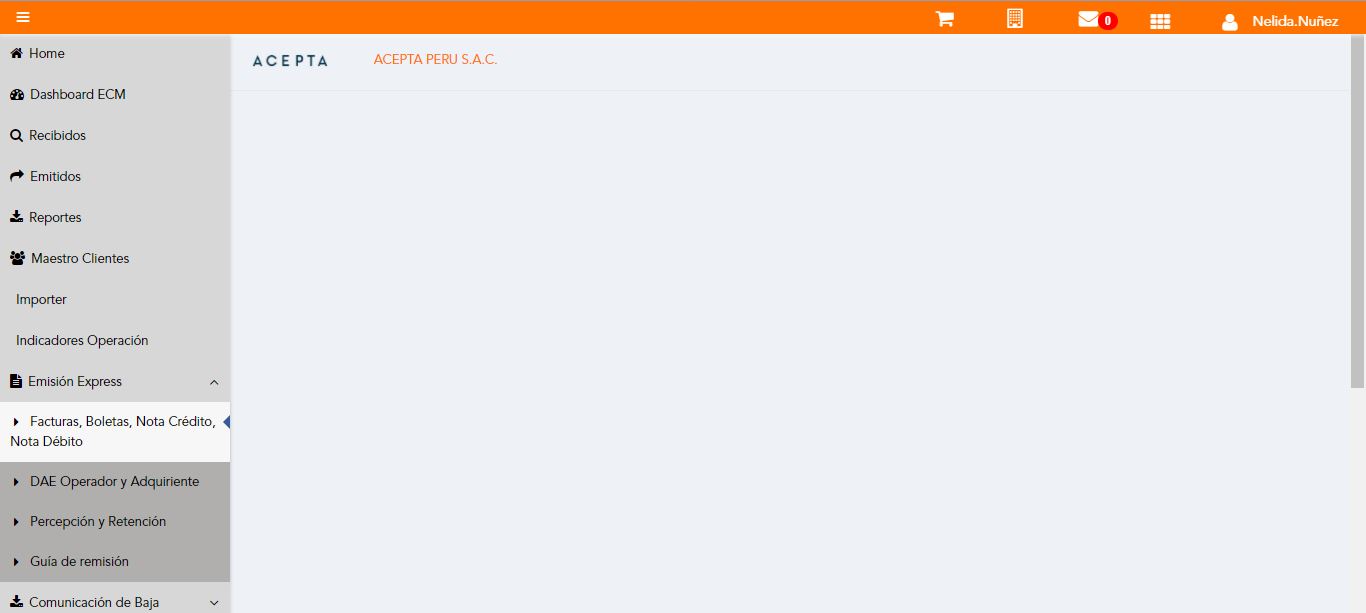 0
Nelida.Nuñez
Home
Dashboard ECM
Recibidos
Emitidos
Reportes
Maestro Clientes
Importer
Indicadores Operación
Emisión Express
Facturas, Boletas, Nota Crédito,
Nota Débito
DAE Operador y Adquiriente
Percepción y Retención
Guía de remisión
Comunicación de Baja
ACEPTA
ACEPTA PERU S.A.C.